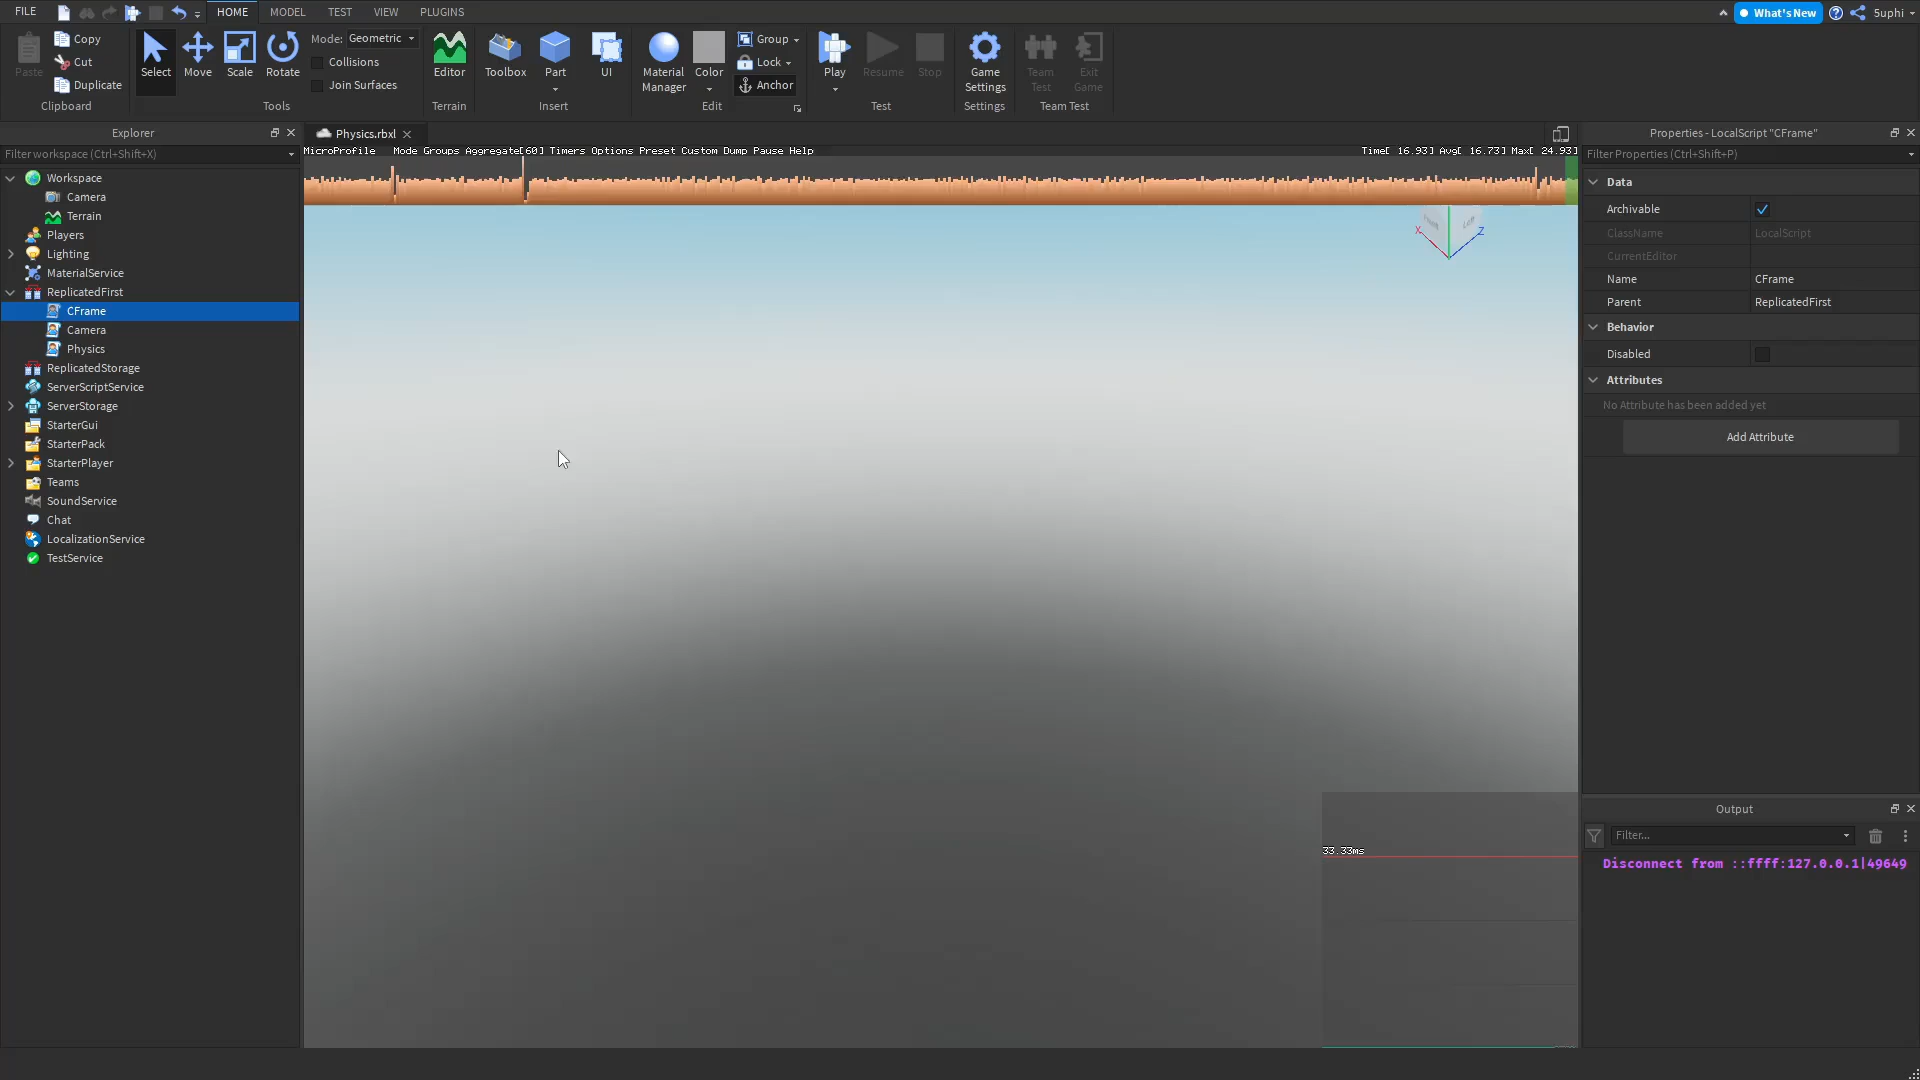 FILE HOME MODEL TEST VIEW PLUGINS What's New Suphi
Paste Copy Cut Duplicate Clipboard
Select Move Scale Rotate Mode: Geometric Collisions Join Surfaces Tools
Editor Terrain
Toolbox Part UI Insert
Material Manager Color Group Lock Anchor Edit
Play Resume Stop Test
Game Settings Settings
Team Test Exit Game Team Test
Explorer
Filter workspace (Ctrl+Shift+X)
Workspace
Camera
Terrain
Players
Lighting
MaterialService
ReplicatedFirst
CFrame
Camera
Physics
ReplicatedStorage
ServerScriptService
ServerStorage
StarterGui
StarterPack
StarterPlayer
Teams
SoundService
Chat
LocalizationService
TestService
Physics.rbxl
MicroProfile Mode Groups Aggregate[60] Timers Options Preset Custom Dump Pause Help Time[ 16.93] Avg[ 16.73] Max[ 24.93]
Left
X Z
33.33ms
Properties - LocalScript "CFrame"
Filter Properties (Ctrl+Shift+P)
Data
Archivable
ClassName LocalScript
CurrentEditor
Name CFrame
Parent ReplicatedFirst
Behavior
Disabled
Attributes
No Attribute has been added yet
Add Attribute
Output
Filter...
Disconnect from ::ffff:127.0.0.1|49649